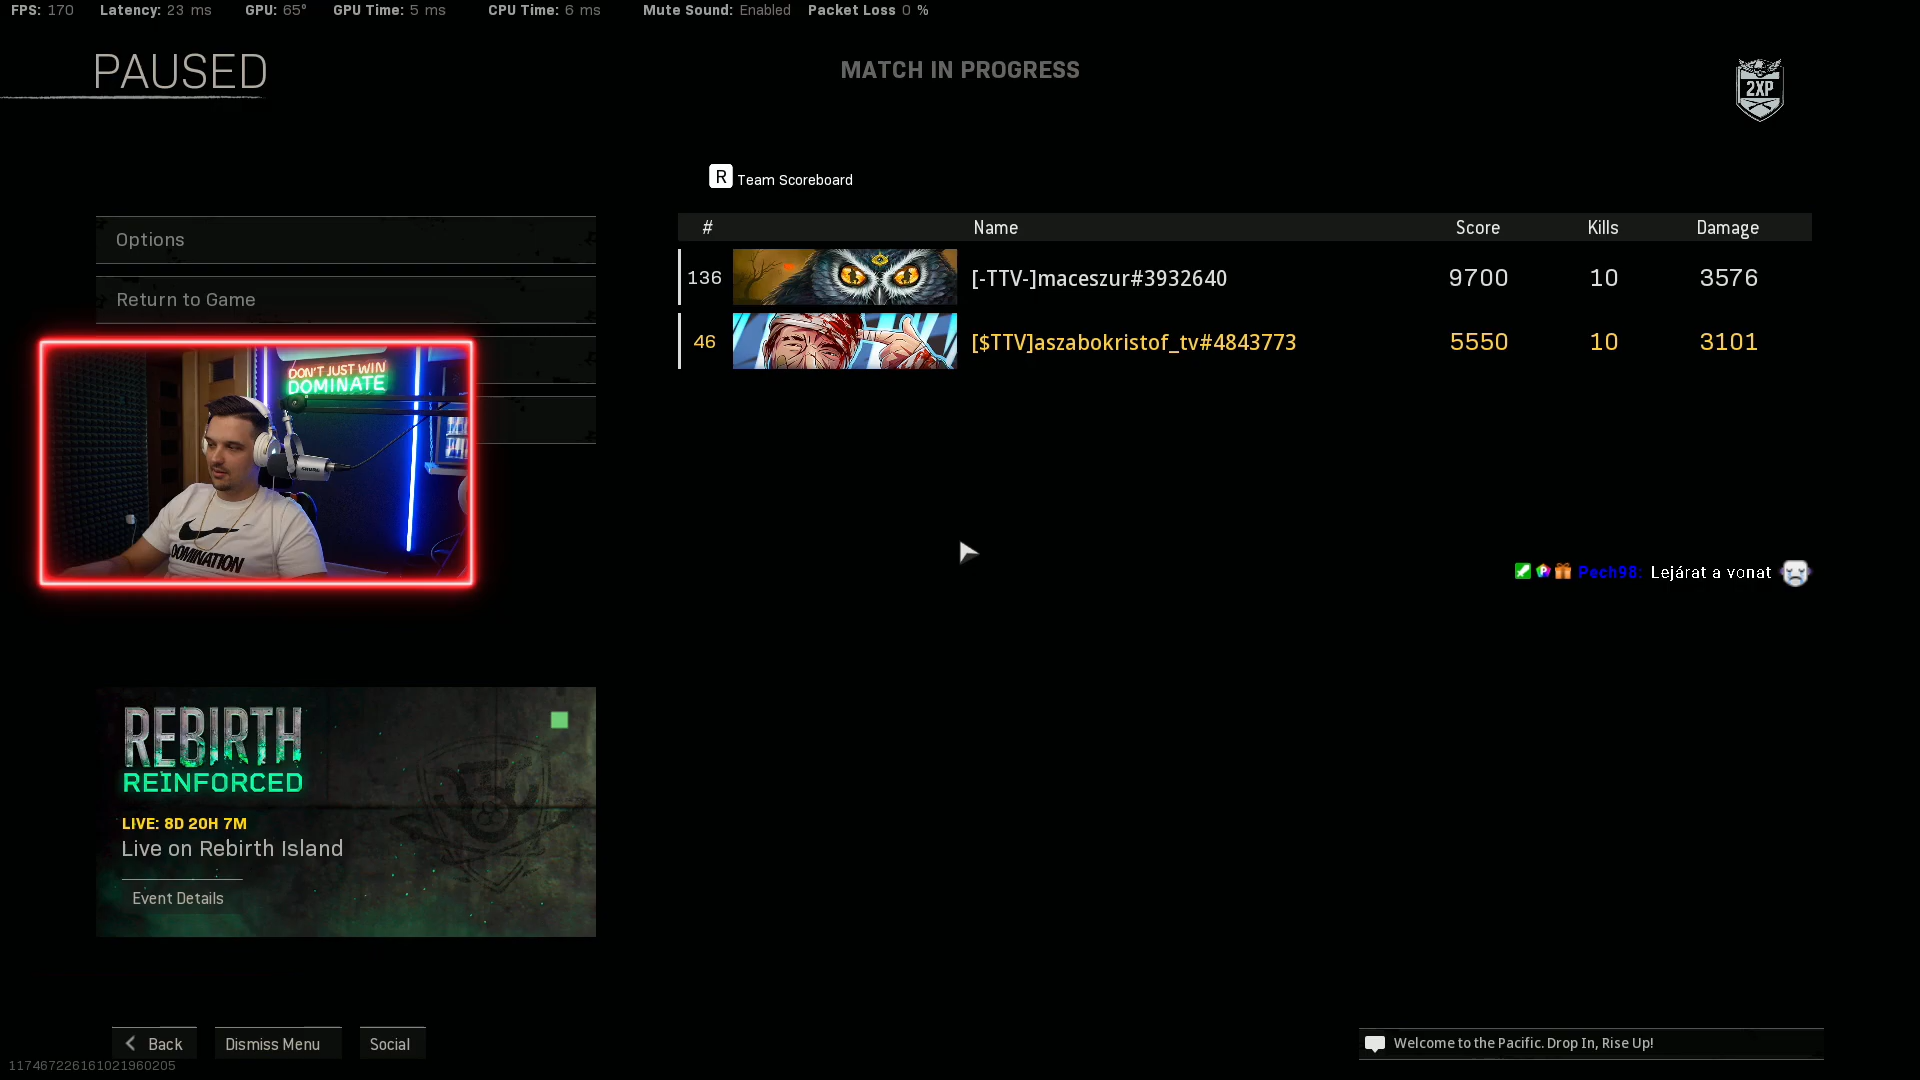 FPS: 170 Latency: 23 ms GPU: 65° GPU Time: 5 ms CPU Time: 6 ms Mute Sound: Enabled Packet Loss 0 %
PAUSED
MATCH IN PROGRESS
2XP
R Team Scoreboard
# Name Score Kills Damage
136 [-TTV-]maceszur#3932640 9700 10 3576
46 [$TTV]aszabokristof_tv#4843773 5550 10 3101
Options
Return to Game
DON'T JUST WIN
DOMINATE
SHURE
DOMINATION
Pech98: Lejárat a vonat
REBIRTH
REINFORCED
LIVE: 8D 20H 7M
Live on Rebirth Island
Event Details
Back
Dismiss Menu
Social
Welcome to the Pacific. Drop In, Rise Up!
117467226161021960205